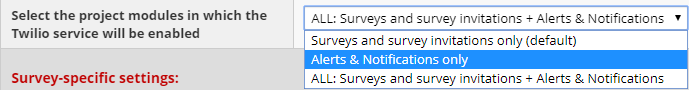 Select the project modules in which the
Twilio service will be enabled
ALL: Surveys and survey invitations + Alerts & Notifications
Surveys and survey invitations only (default)
Alerts & Notifications only
ALL: Surveys and survey invitations + Alerts & Notifications
Survey-specific settings: